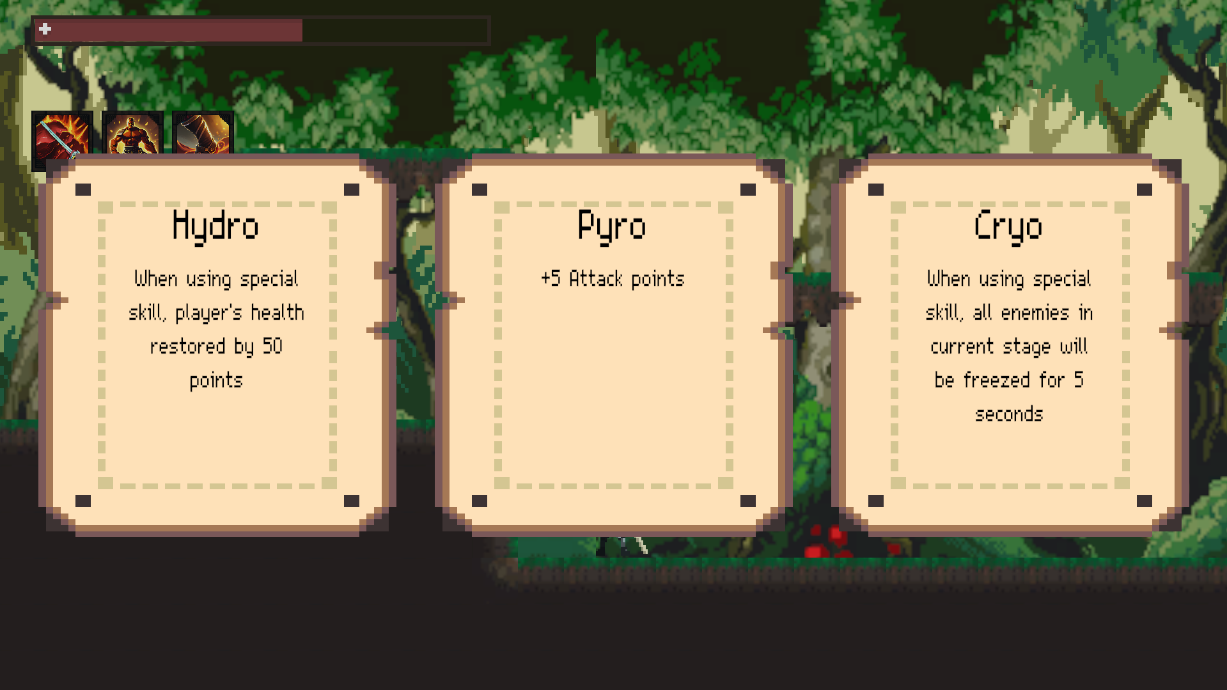 Hydro
When using special
skill, player's health
restored by 50
points
Pyro
+5 Attack points
Cryo
When using special
skill, all enemies in
current stage will
be freezed for 5
seconds